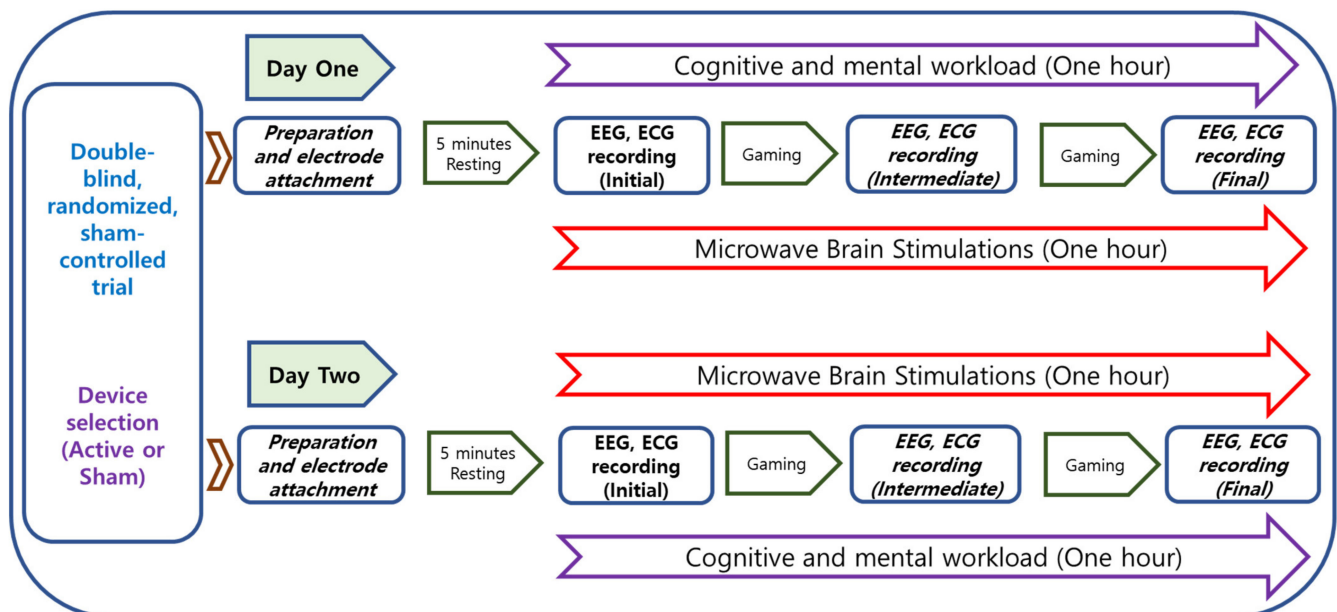 Double-
blind,
randomized,
sham-
controlled
trial
Device
selection
(Active or
Sham)
Day One
Cognitive and mental workload (One hour)
Preparation
and electrode
attachment
5 minutes
Resting
EEG, ECG
recording
(Initial)
Gaming
EEG, ECG
recording
(Intermediate)
Gaming
EEG, ECG
recording
(Final)
Microwave Brain Stimulations (One hour)
Day Two
Microwave Brain Stimulations (One hour)
Preparation
and electrode
attachment
5 minutes
Resting
EEG, ECG
recording
(Initial)
Gaming
EEG, ECG
recording
(Intermediate)
Gaming
EEG, ECG
recording
(Final)
Cognitive and mental workload (One hour)